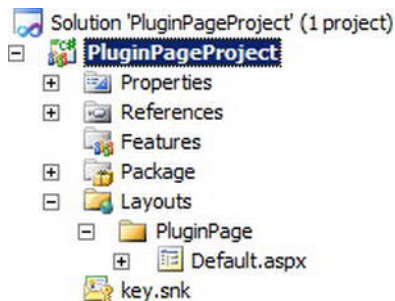 Solution 'PluginPageProject' (1 project)
PluginPageProject
Properties
References
Features
Package
Layouts
PluginPage
Default.aspx
key.snk